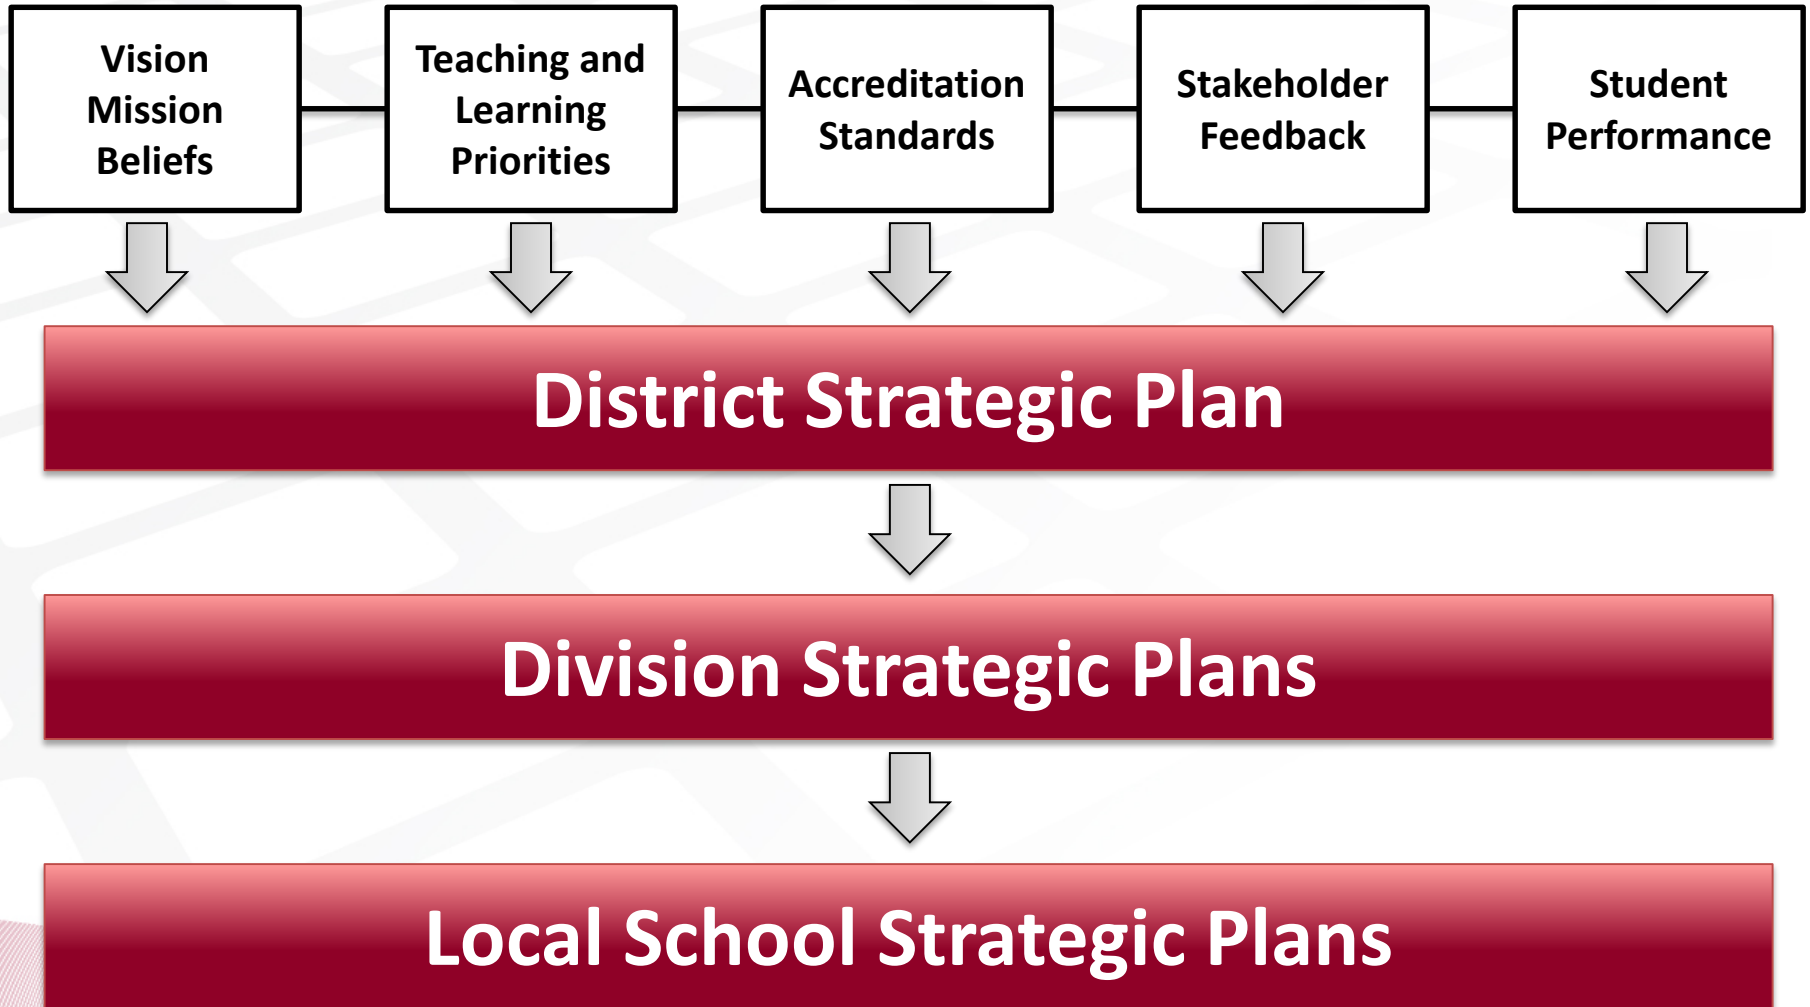 Vision
Mission
Beliefs
Teaching and
Learning
Priorities
Accreditation
Standards
Stakeholder
Feedback
Student
Performance
District Strategic Plan
Division Strategic Plans
Local School Strategic Plans